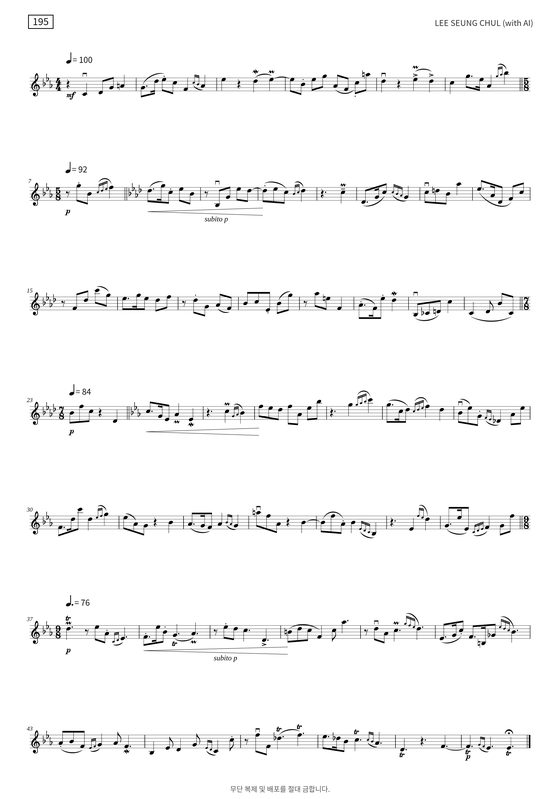 195
LEE SEUNG CHUL (with AI)
= 100
mf
7
= 92
p
subito p
15
23
= 84
p
30
37
= 76
p
subito p
43
p
무단 복제 및 배포를 절대 금합니다.